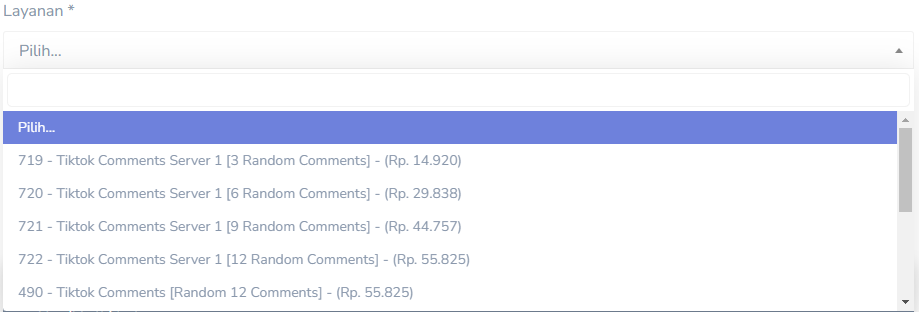 Layanan *
Pilih...
Pilih...
719 - Tiktok Comments Server 1 [3 Random Comments] - (Rp. 14.920)
720 - Tiktok Comments Server 1 [6 Random Comments] - (Rp. 29.838)
721 - Tiktok Comments Server 1 [9 Random Comments] - (Rp. 44.757)
722 - Tiktok Comments Server 1 [12 Random Comments] - (Rp. 55.825)
490 - Tiktok Comments [Random 12 Comments] - (Rp. 55.825)